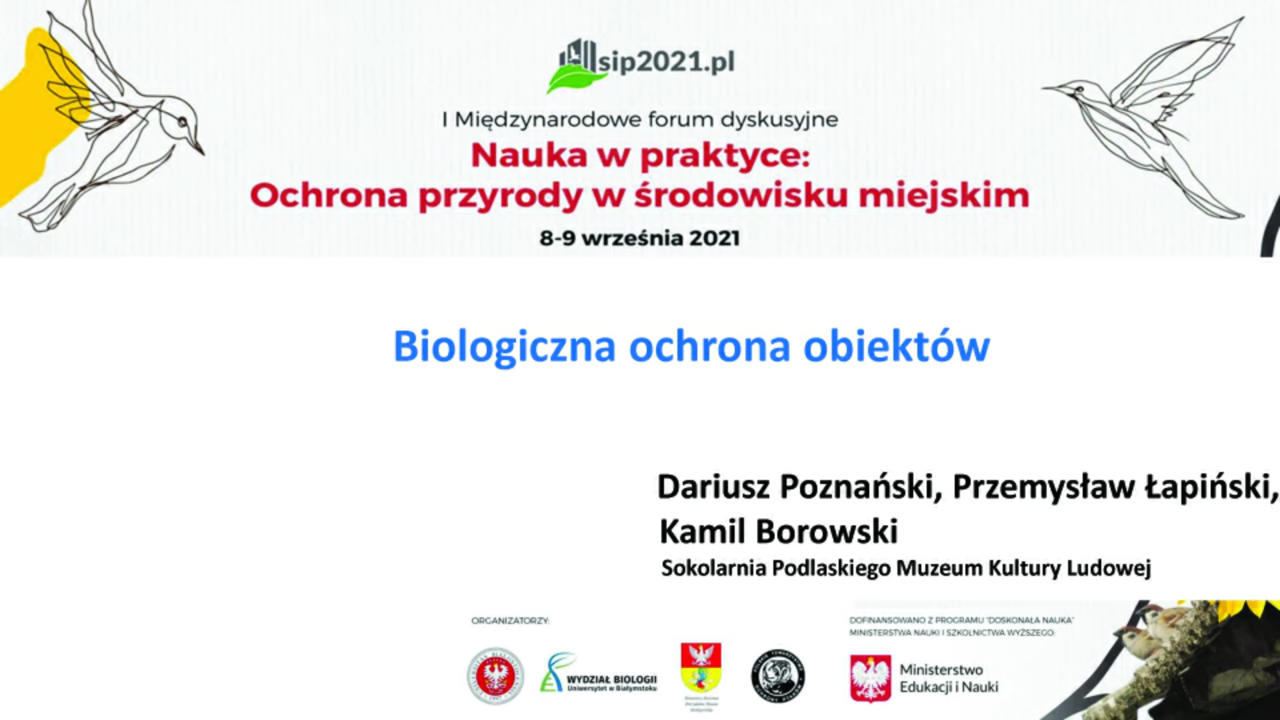 sip2021.pl
I Międzynarodowe forum dyskusyjne
Nauka w praktyce:
Ochrona przyrody w środowisku miejskim
8-9 września 2021
Biologiczna ochrona obiektów
Dariusz Poznański, Przemysław Łapiński,
Kamil Borowski
Sokolarnia Podlaskiego Muzeum Kultury Ludowej
ORGANIZATORZY:
DOFINANSOWANO Z PROGRAMU "DOSKONAŁA NAUKA"
MINISTERSTWA NAUKI I SZKOLNICTWA WYŻSZEGO:
WYDZIAŁ BIOLOGII
Uniwersytet w Białymstoku
Ministerstwo
Edukacji i Nauki